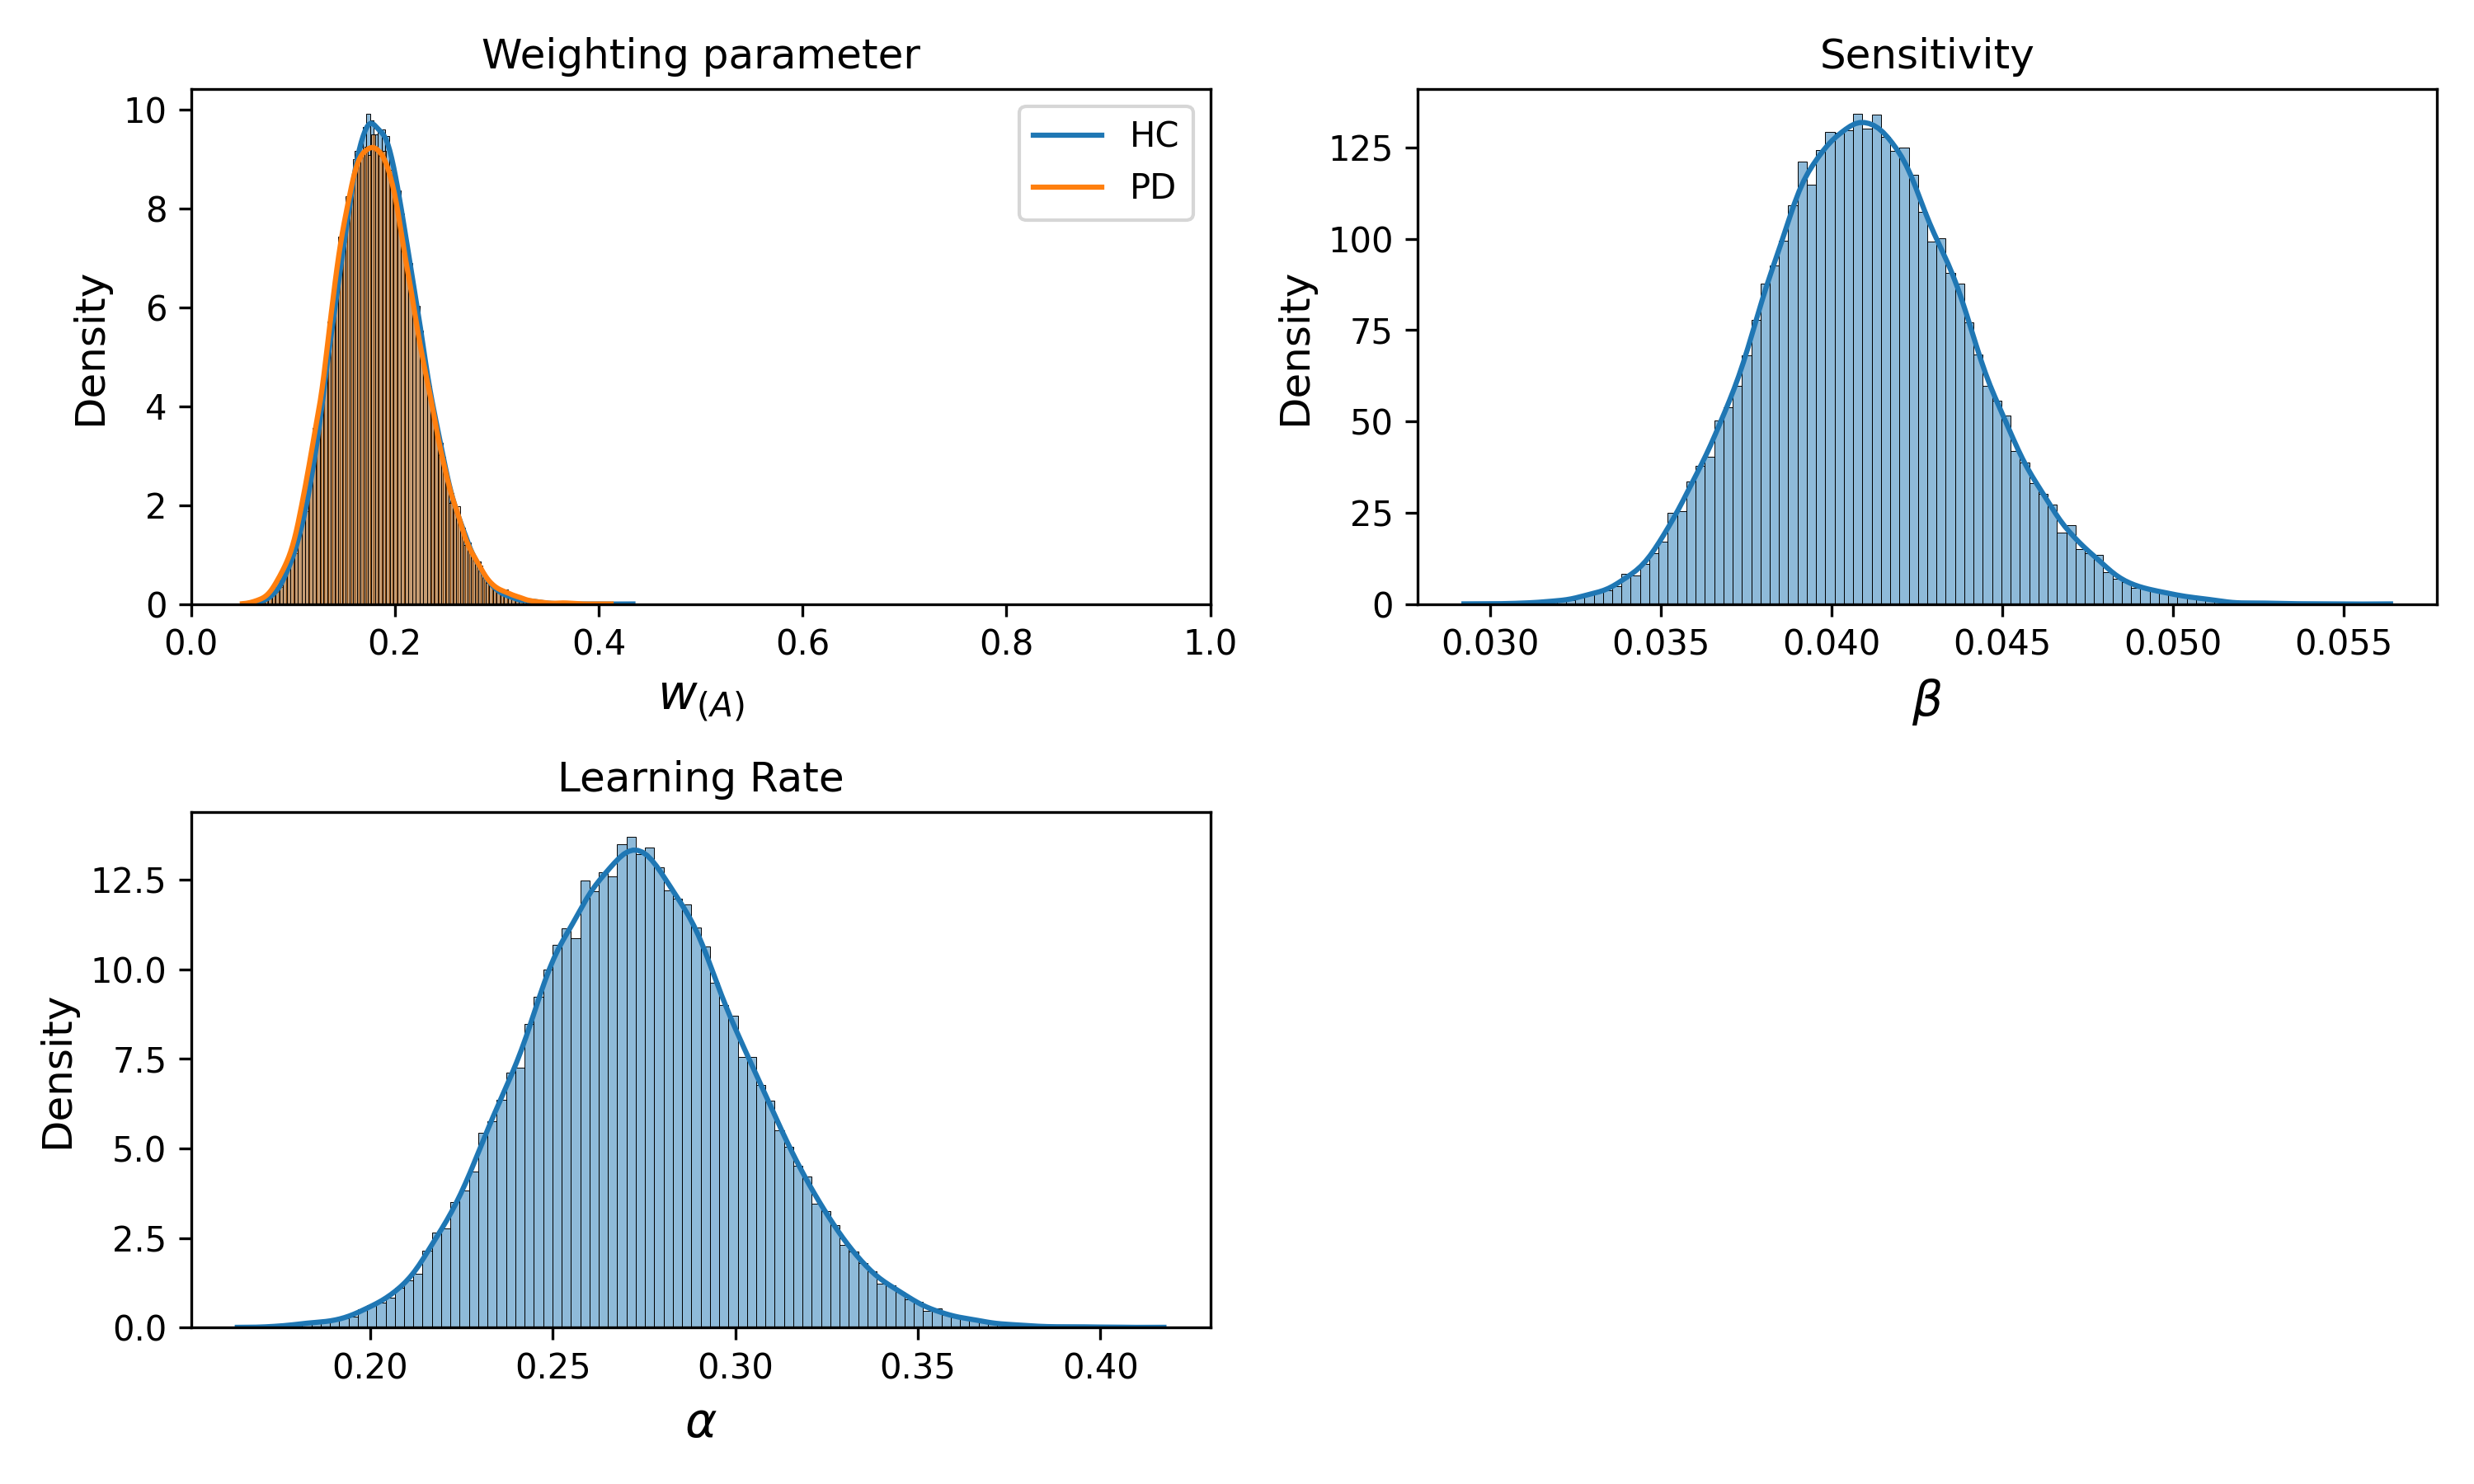 Weighting parameter
10
8
6
4
2
0
Density
HC
PD
0.0 0.2 0.4 0.6 0.8 1.0
w(A)
Sensitivity
125
100
75
50
25
0
Density
0.030 0.035 0.040 0.045 0.050 0.055
β
Learning Rate
12.5
10.0
7.5
5.0
2.5
0.0
Density
0.20 0.25 0.30 0.35 0.40
α